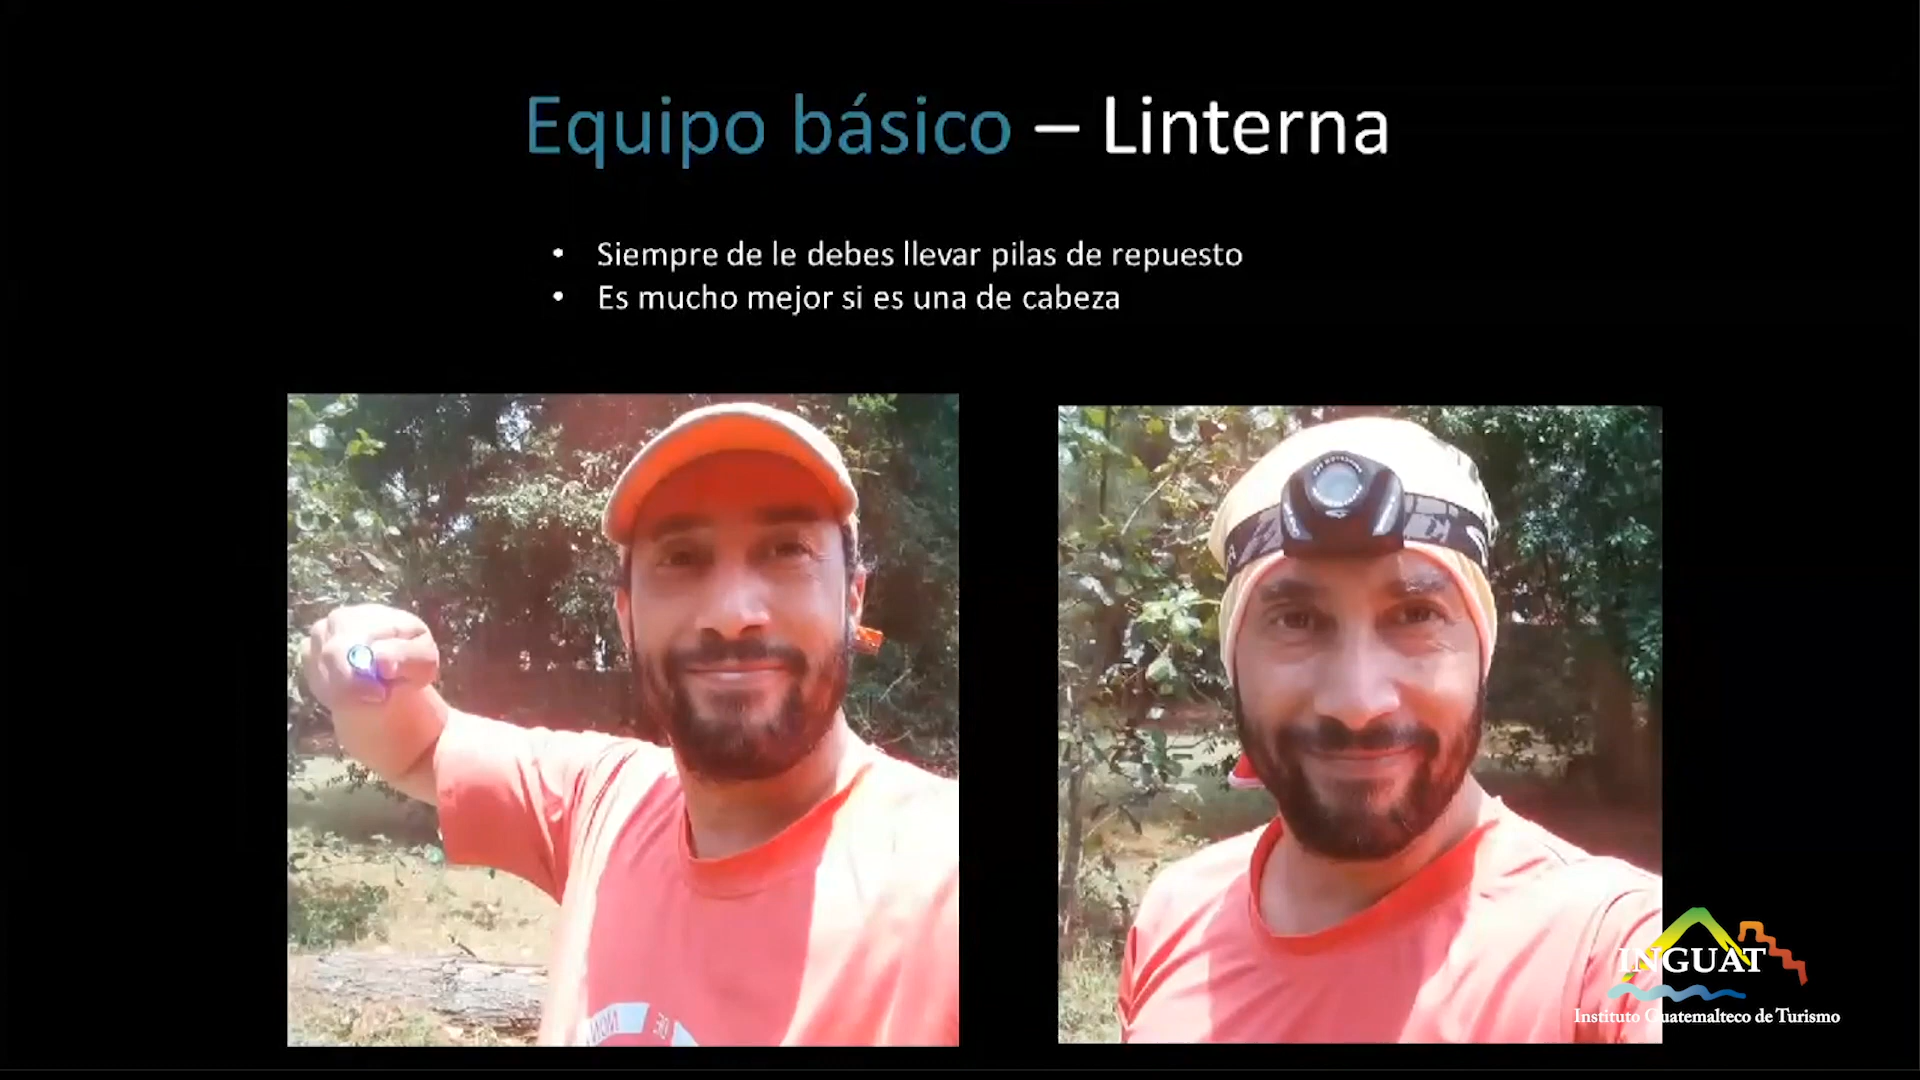 Equipo básico – Linterna
• Siempre de le debes llevar pilas de repuesto
• Es mucho mejor si es una de cabeza
INGUAT
Instituto Guatemalteco de Turismo